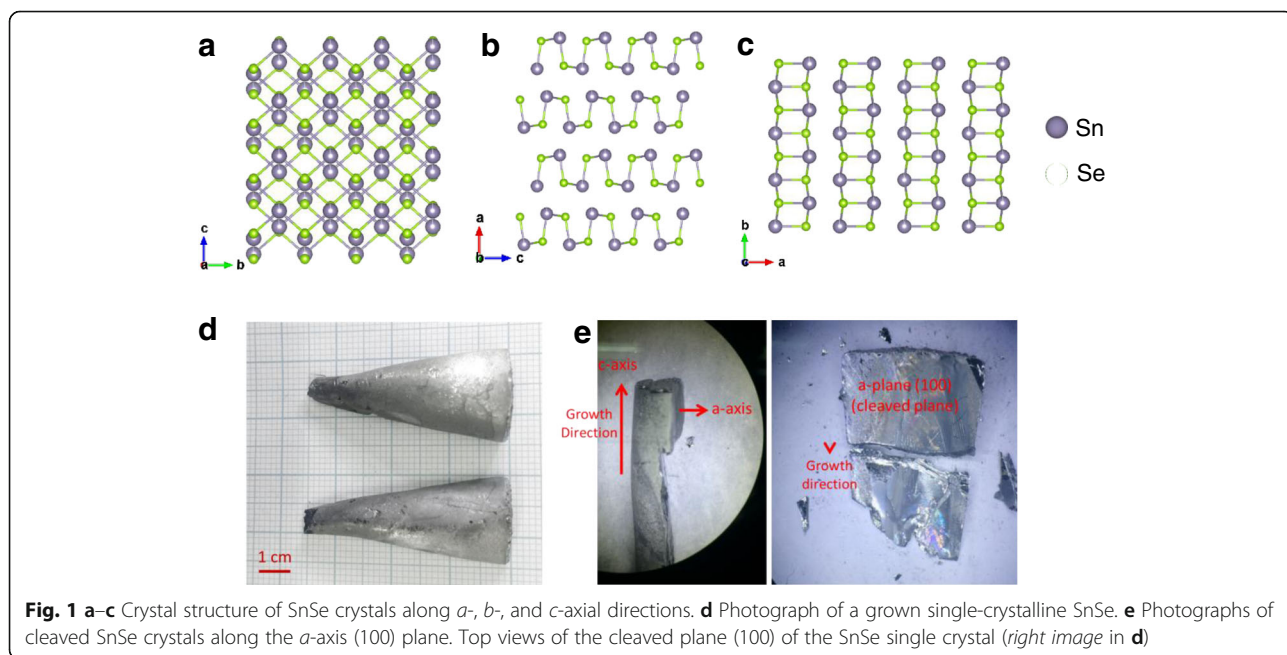 a
b
c
Sn
Se
c
a
b
a
b
c
b
c
a
d
e
c-axis
Growth
Direction
a-axis
a-plane (100)
(cleaved plane)
Growth
direction
1 cm
Fig. 1 a–c Crystal structure of SnSe crystals along a-, b-, and c-axial directions. d Photograph of a grown single-crystalline SnSe. e Photographs of
cleaved SnSe crystals along the a-axis (100) plane. Top views of the cleaved plane (100) of the SnSe single crystal (right image in d)